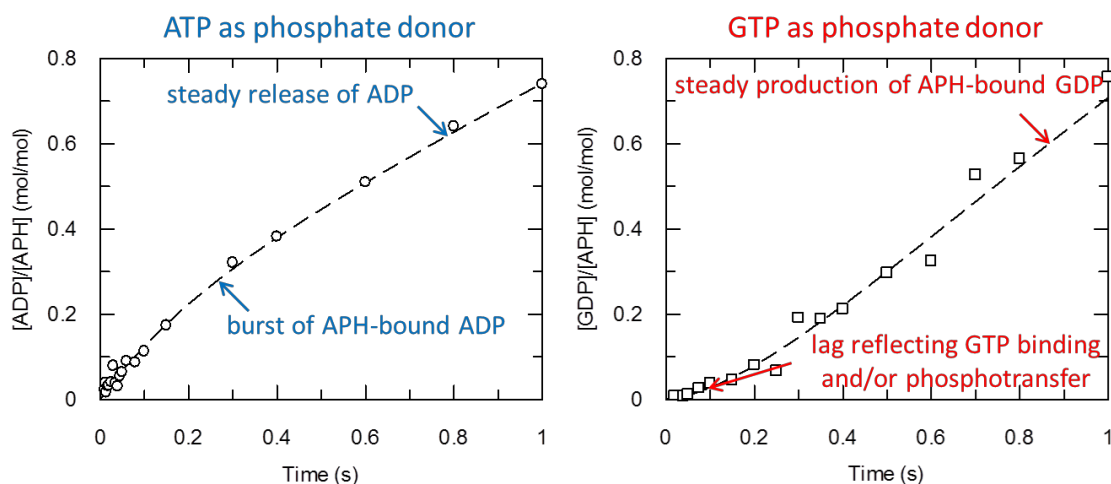 ATP as phosphate donor
0.8
0.6
0.4
0.2
0
[ADP]/[APH] (mol/mol)
steady release of ADP
burst of APH-bound ADP
0 0.2 0.4 0.6 0.8 1
Time (s)
GTP as phosphate donor
0.8
0.6
0.4
0.2
0
[GDP]/[APH] (mol/mol)
steady production of APH-bound GDP
lag reflecting GTP binding
and/or phosphotransfer
0 0.2 0.4 0.6 0.8 1
Time (s)